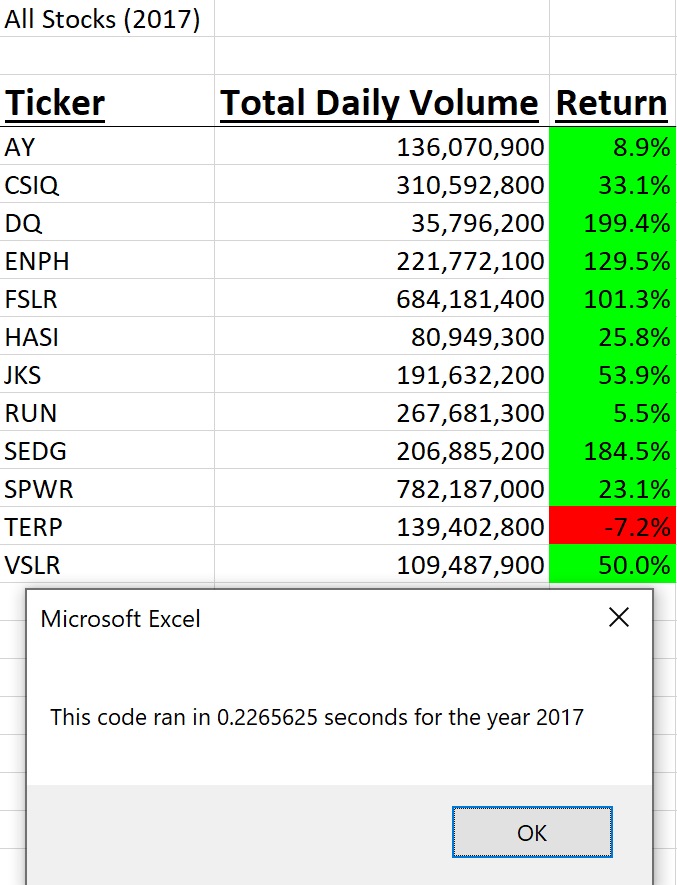 All Stocks (2017)
Ticker Total Daily Volume Return
AY 136,070,900 8.9%
CSIQ 310,592,800 33.1%
DQ 35,796,200 199.4%
ENPH 221,772,100 129.5%
FSLR 684,181,400 101.3%
HASI 80,949,300 25.8%
JKS 191,632,200 53.9%
RUN 267,681,300 5.5%
SEDG 206,885,200 184.5%
SPWR 782,187,000 23.1%
TERP 139,402,800 -7.2%
VSLR 109,487,900 50.0%
Microsoft Excel
This code ran in 0.2265625 seconds for the year 2017
OK